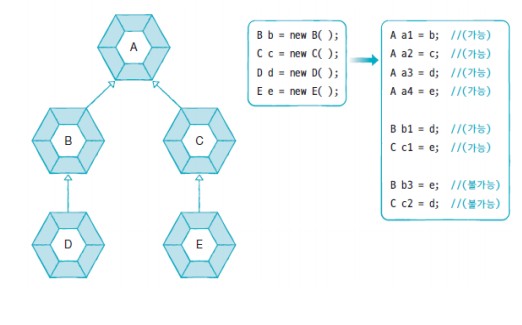 A
B
C
D
E
B b = new B( );
C c = new C( );
D d = new D( );
E e = new E( );
A a1 = b; //(가능)
A a2 = c; //(가능)
A a3 = d; //(가능)
A a4 = e; //(가능)
B b1 = d; //(가능)
C c1 = e; //(가능)
B b3 = e; //(불가능)
C c2 = d; //(불가능)